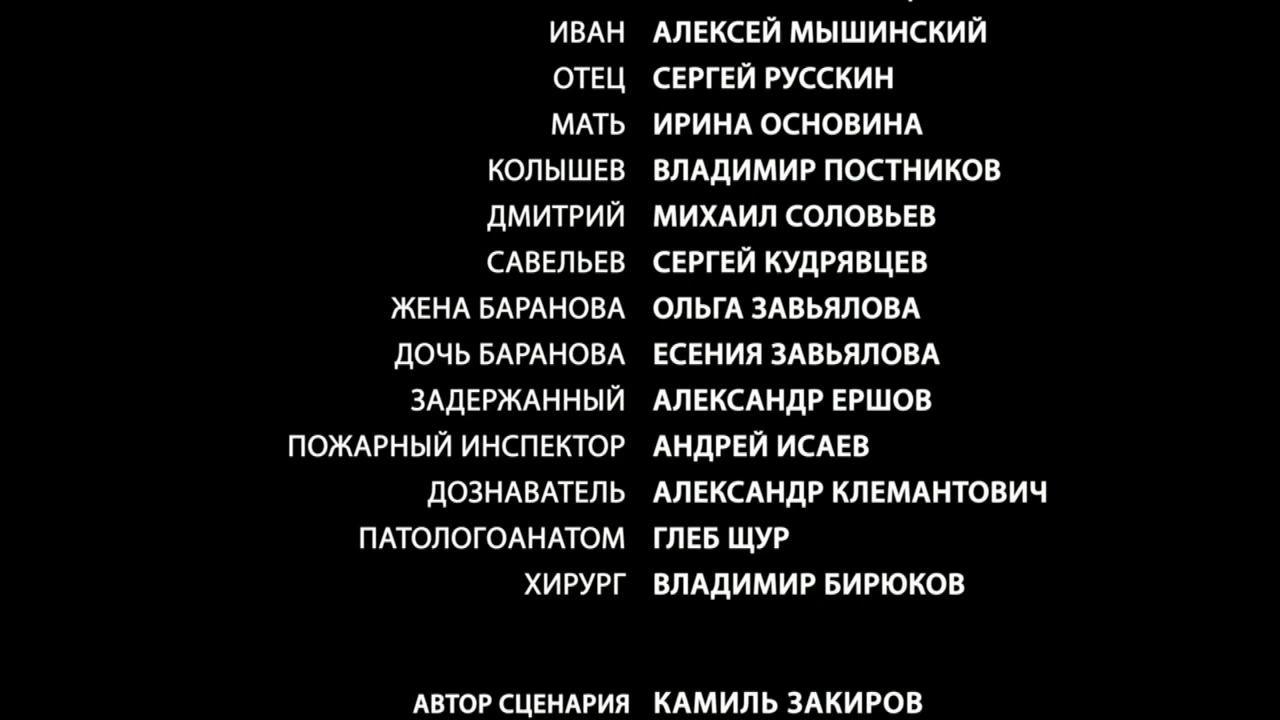 ИВАН АЛЕКСЕЙ МЫШИНСКИЙ
ОТЕЦ СЕРГЕЙ РУССКИН
МАТЬ ИРИНА ОСНОВИНА
КОЛЫШЕВ ВЛАДИМИР ПОСТНИКОВ
ДМИТРИЙ МИХАИЛ СОЛОВЬЕВ
САВЕЛЬЕВ СЕРГЕЙ КУДРЯВЦЕВ
ЖЕНА БАРАНОВА ОЛЬГА ЗАВЬЯЛОВА
ДОЧЬ БАРАНОВА ЕСЕНИЯ ЗАВЬЯЛОВА
ЗАДЕРЖАННЫЙ АЛЕКСАНДР ЕРШОВ
ПОЖАРНЫЙ ИНСПЕКТОР АНДРЕЙ ИСАЕВ
ДОЗНАВАТЕЛЬ АЛЕКСАНДР КЛЕМАНТОВИЧ
ПАТОЛОГОАНАТОМ ГЛЕБ ЩУР
ХИРУРГ ВЛАДИМИР БИРЮКОВ
АВТОР СЦЕНАРИЯ КАМИЛЬ ЗАКИРОВ